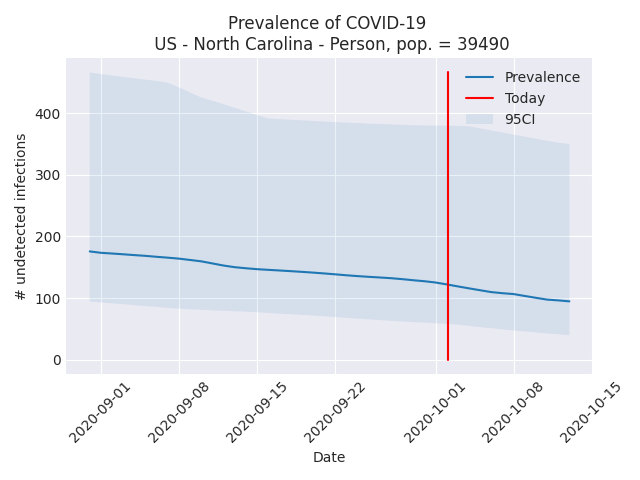 Prevalence of COVID-19
US - North Carolina - Person, pop. = 39490
Prevalence
Today
95CI
# undetected infections
400
300
200
100
0
2020-09-01
2020-09-08
2020-09-15
2020-09-22
2020-10-01
2020-10-08
2020-10-15
Date